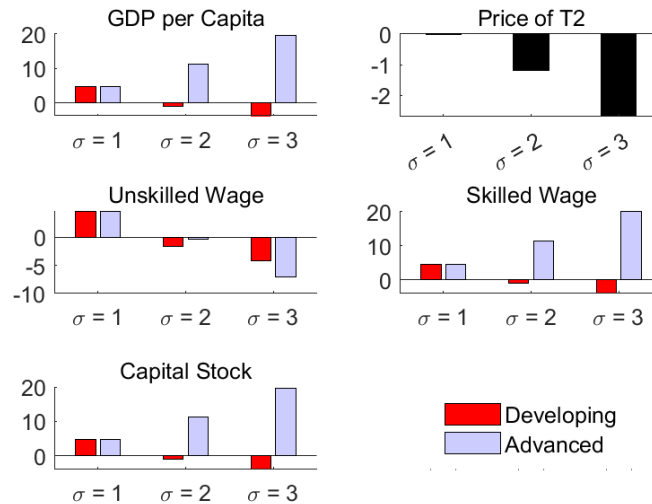 GDP per Capita
20
10
0
σ = 1
σ = 2
σ = 3
Price of T2
0
-1
-2
σ = 1
σ = 2
σ = 3
Unskilled Wage
0
-5
-10
σ = 1
σ = 2
σ = 3
Skilled Wage
20
10
0
σ = 1
σ = 2
σ = 3
Capital Stock
20
10
0
σ = 1
σ = 2
σ = 3
Developing
Advanced